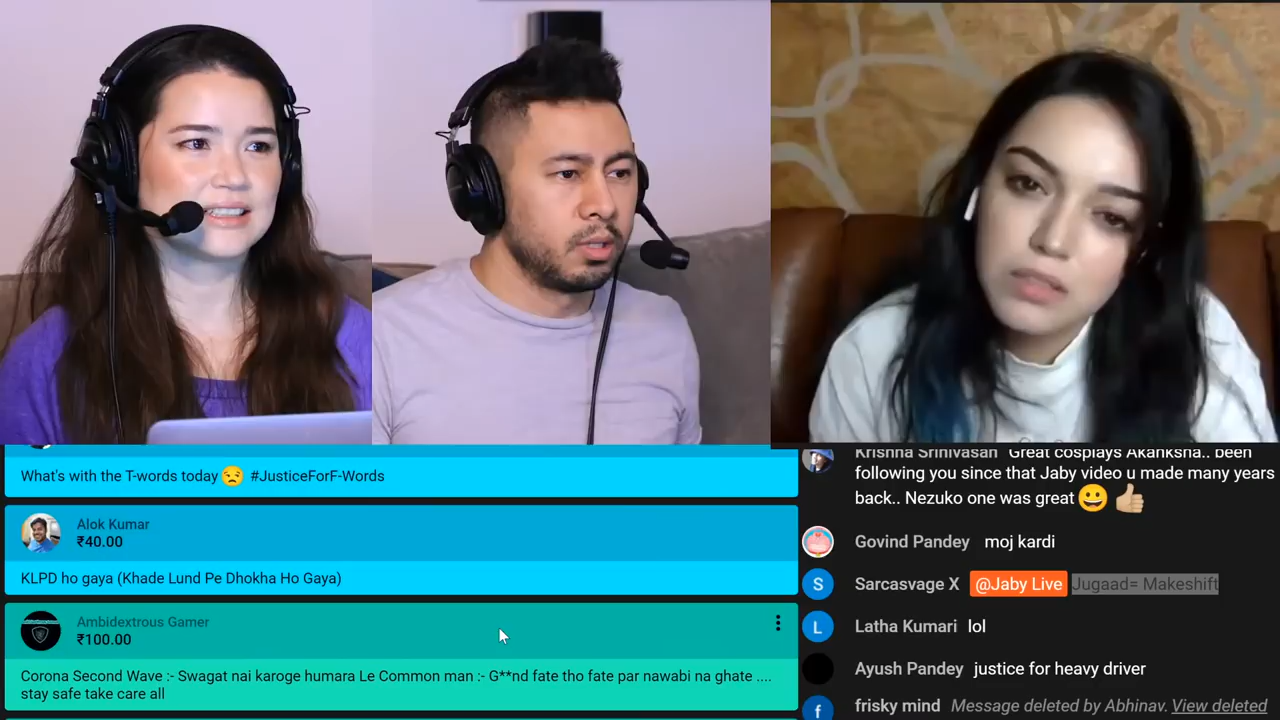 What's with the T-words today😒 #JusticeForF-Words
Alok Kumar
₹40.00
KLPD ho gaya (Khade Lund Pe Dhokha Ho Gaya)
Ambidextrous Gamer
₹100.00
Corona Second Wave :- Swagat nai karoge humara Le Common man :- G**nd fate tho fate par nawabi na ghate ....
stay safe take care all
Krishna Srinivasan Great cosplays Akanksha.. been
following you since that Jaby video u made many years
back.. Nezuko one was great😀👍🏼
Govind Pandey moj kardi
S Sarcasvage X @Jaby Live Jugaad= Makeshift
L Latha Kumari lol
Ayush Pandey justice for heavy driver
f frisky mind Message deleted by Abhinav. View deleted